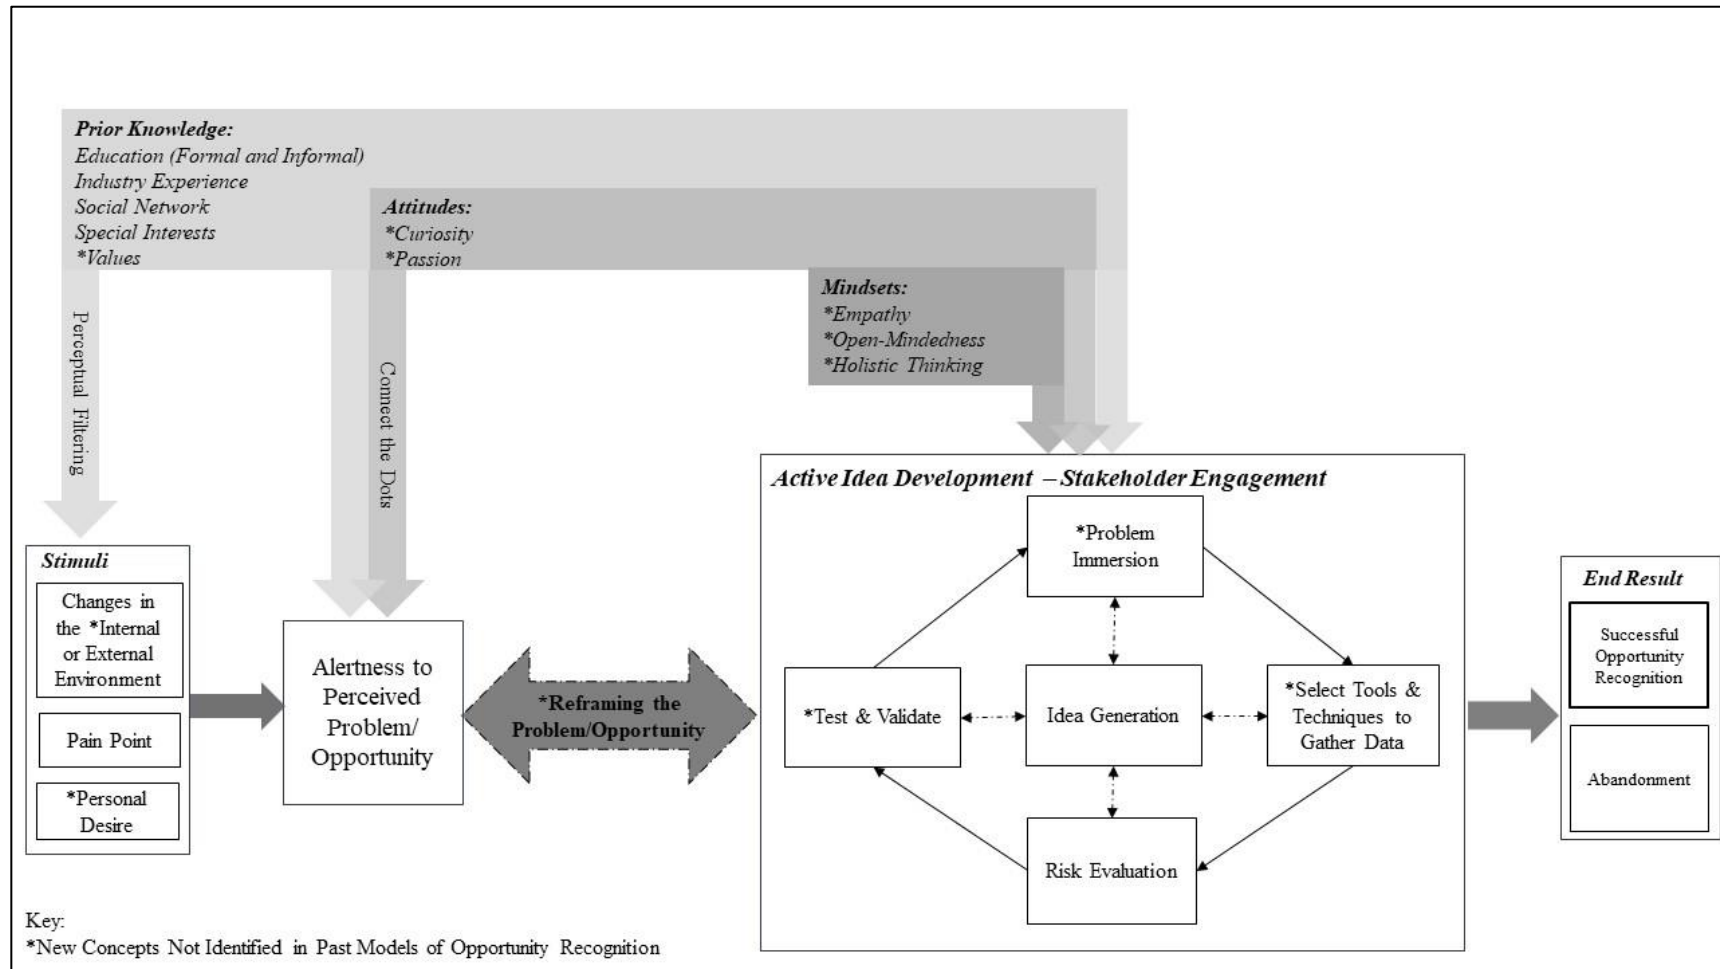 Prior Knowledge:
Education (Formal and Informal)
Industry Experience
Social Network
Special Interests
*Values
Attitudes:
*Curiosity
*Passion
Mindsets:
*Empathy
*Open-Mindedness
*Holistic Thinking
Perceptual Filtering
Connect the Dots
Stimuli
Changes in
the *Internal
or External
Environment
Pain Point
*Personal
Desire
Alertness to
Perceived
Problem/
Opportunity
*Reframing the
Problem/Opportunity
Active Idea Development – Stakeholder Engagement
*Problem
Immersion
*Test & Validate
Idea Generation
*Select Tools &
Techniques to
Gather Data
Risk Evaluation
End Result
Successful
Opportunity
Recognition
Abandonment
Key:
*New Concepts Not Identified in Past Models of Opportunity Recognition